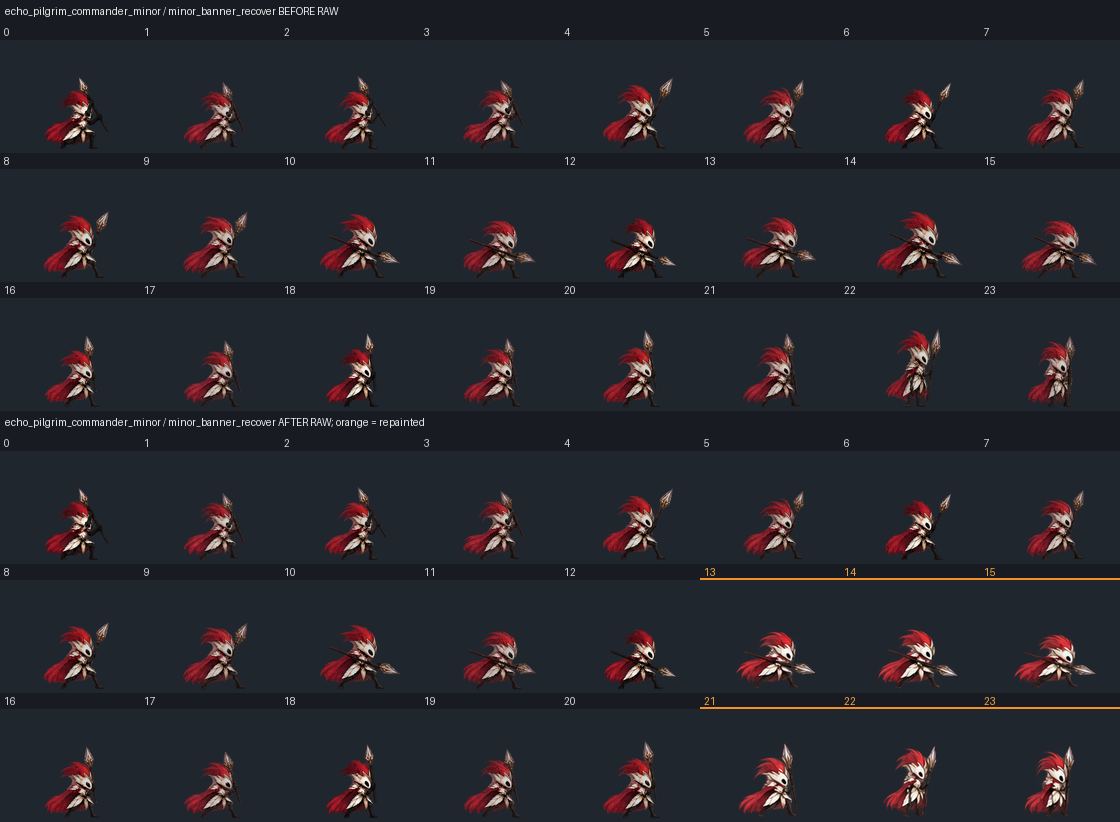 echo_pilgrim_commander_minor / minor_banner_recover BEFORE RAW
0 1 2 3 4 5 6 7
8 9 10 11 12 13 14 15
16 17 18 19 20 21 22 23
echo_pilgrim_commander_minor / minor_banner_recover AFTER RAW; orange = repainted
0 1 2 3 4 5 6 7
8 9 10 11 12 13 14 15
16 17 18 19 20 21 22 23